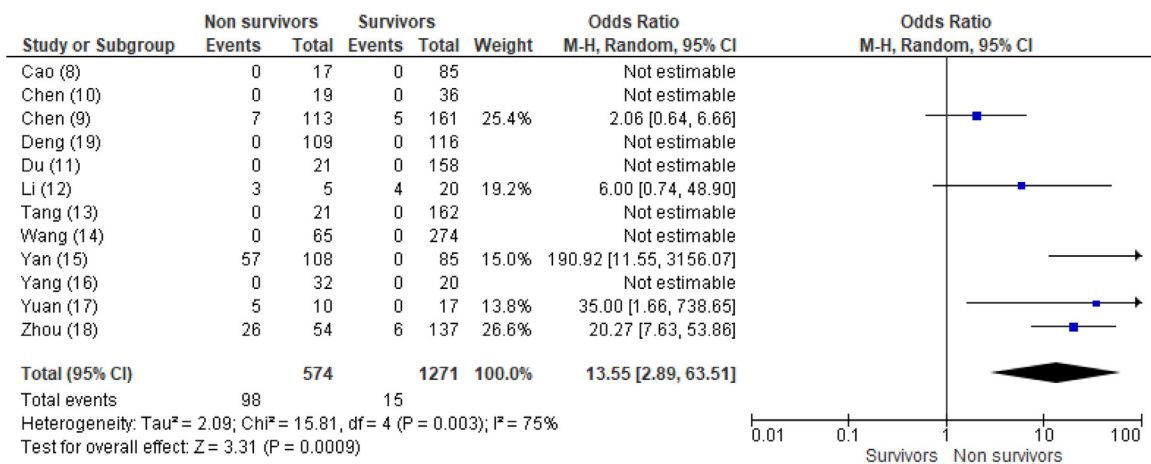 Non survivors Survivors Odds Ratio Odds Ratio
Study or Subgroup Events Total Events Total Weight M-H, Random, 95% CI M-H, Random, 95% CI
Cao (8) 0 17 0 85 Not estimable
Chen (10) 0 19 0 36 Not estimable
Chen (9) 7 113 5 161 25.4% 2.06 [0.64, 6.66]
Deng (19) 0 109 0 116 Not estimable
Du (11) 0 21 0 158 Not estimable
Li (12) 3 5 4 20 19.2% 6.00 [0.74, 48.90]
Tang (13) 0 21 0 162 Not estimable
Wang (14) 0 65 0 274 Not estimable
Yan (15) 57 108 0 85 15.0% 190.92 [11.55, 3156.07]
Yang (16) 0 32 0 20 Not estimable
Yuan (17) 5 10 0 17 13.8% 35.00 [1.66, 738.65]
Zhou (18) 26 54 6 137 26.6% 20.27 [7.63, 53.86]
Total (95% CI) 574 1271 100.0% 13.55 [2.89, 63.51]
Total events 98 15
Heterogeneity: Tau² = 2.09; Chi² = 15.81, df = 4 (P = 0.003); I² = 75%
Test for overall effect: Z = 3.31 (P = 0.0009)
0.01 0.1 1 10 100
Survivors Non survivors